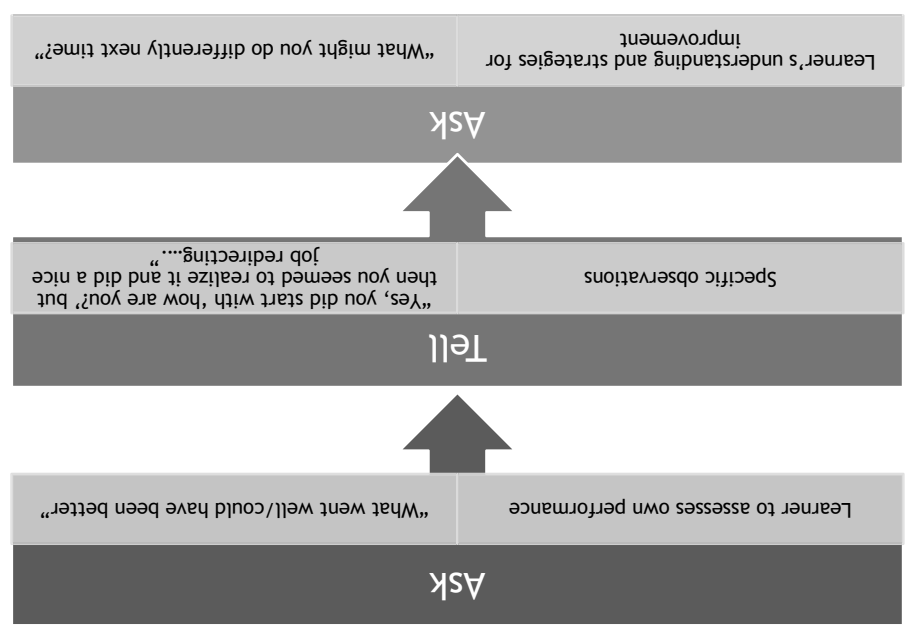 Ask
Learner to assesses own performance
"What went well/could have been better"
Tell
Specific observations
"Yes, you did start with 'how are you?' but
then you seemed to realize it and did a nice
job redirecting...."
Ask
Learner's understanding and strategies for
improvement
"What might you do differently next time?"